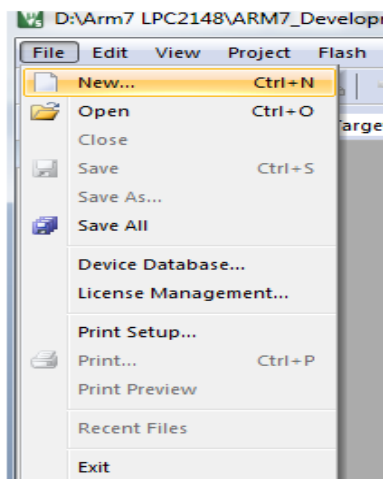 D:\Arm7 LPC2148\ARM7_Develop
File Edit View Project Flash
New... Ctrl+N
Open Ctrl+O
Close
Save Ctrl+S
Save As...
Save All
Device Database...
License Management...
Print Setup...
Print... Ctrl+P
Print Preview
Recent Files
Exit